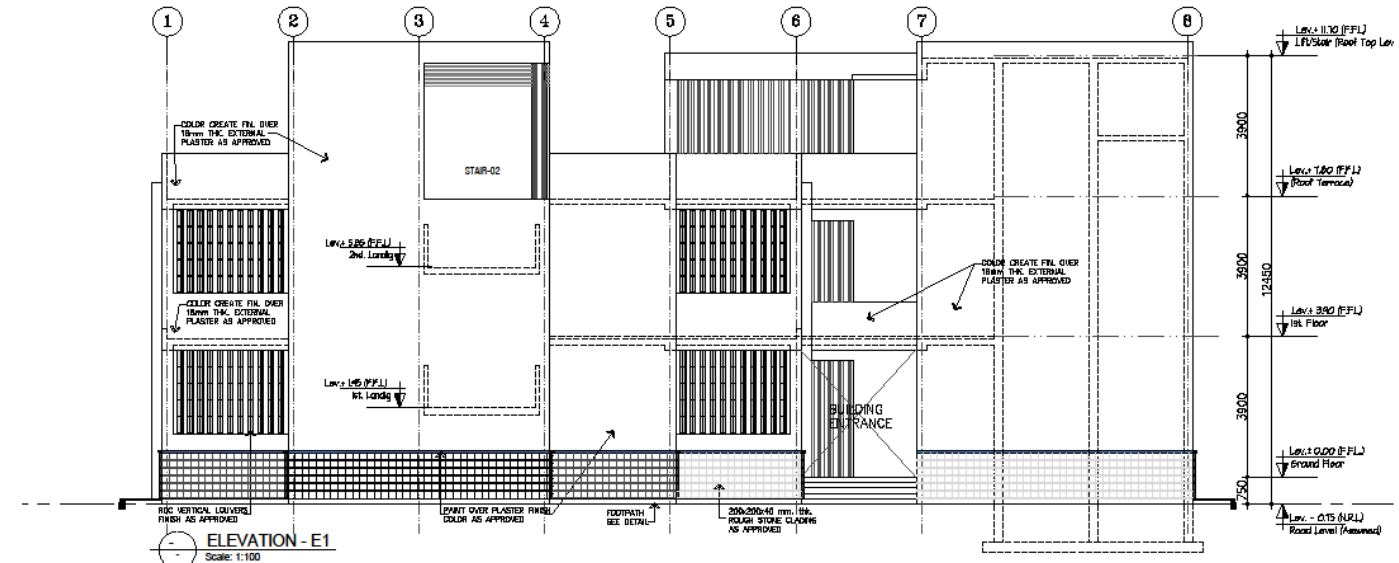 1 2 3 4 5 6 7 8
Lev.+ 11.70 (F.F.L)
Lift/Stair (Roof Top Lev
COLOR CREATE FIN. OVER
18mm THK. EXTERNAL
PLASTER AS APPROVED
3900
STAIR-02
Lev.+ 7.80 (F.F.L)
(Roof Terrace)
Lev.+ 5.85 (F.F.L)
2nd. Landig
COLOR CREATE FIN. OVER
18mm THK. EXTERNAL
PLASTER AS APPROVED
3900
12450
COLOR CREATE FIN. OVER
18mm THK. EXTERNAL
PLASTER AS APPROVED
Lev.+ 3.90 (F.F.L)
1st. Floor
Lev.+ 1.95 (F.F.L)
1st. Landig
3900
BUILDING
ENTRANCE
Lev.± 0.00 (F.F.L)
Ground Floor
750
VERTICAL LOUVERS
FINISH AS APPROVED
PAINT OVER PLASTER FINISH
COLOR AS APPROVED
FOOTPATH
SEE DETAIL
200x200x40 mm. thk.
ROUGH STONE CLADING
AS APPROVED
Lev. - 0.75 (N.R.L)
Road Level (Assumed)
ELEVATION - E1
Scale: 1:100